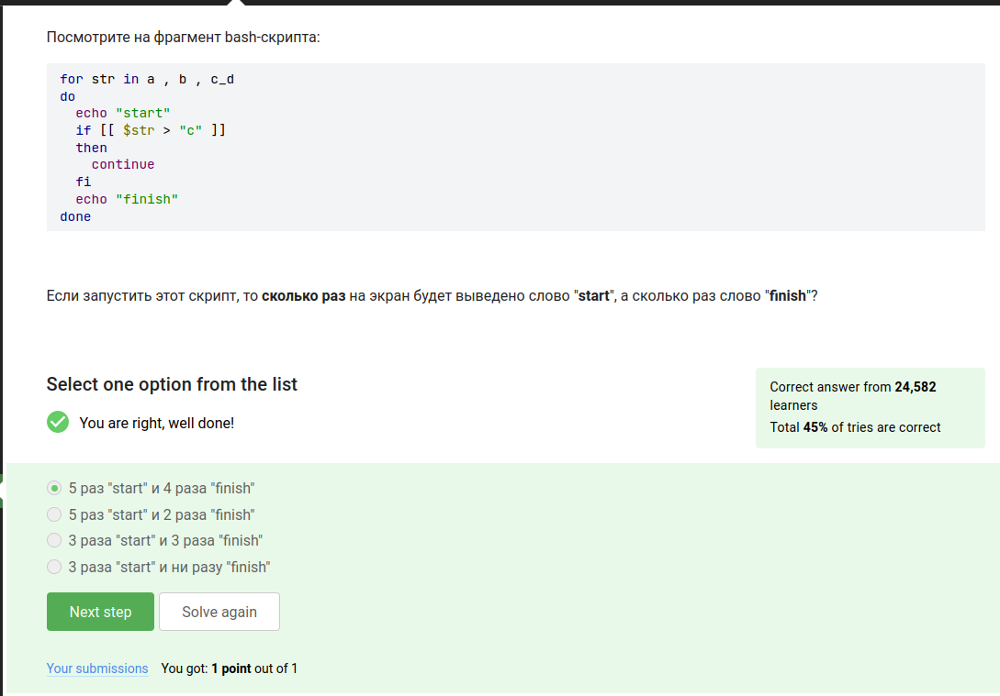 Посмотрите на фрагмент bash-скрипта:
for str in a , b , c_d
do
  echo "start"
  if [[ $str > "c" ]]
  then
    continue
  fi
  echo "finish"
done
Если запустить этот скрипт, то сколько раз на экран будет выведено слово "start", а сколько раз слово "finish"?
Select one option from the list
You are right, well done!
Correct answer from 24,582
learners
Total 45% of tries are correct
5 раз "start" и 4 раза "finish"
5 раз "start" и 2 раза "finish"
3 раза "start" и 3 раза "finish"
3 раза "start" и ни разу "finish"
Next step
Solve again
Your submissions You got: 1 point out of 1